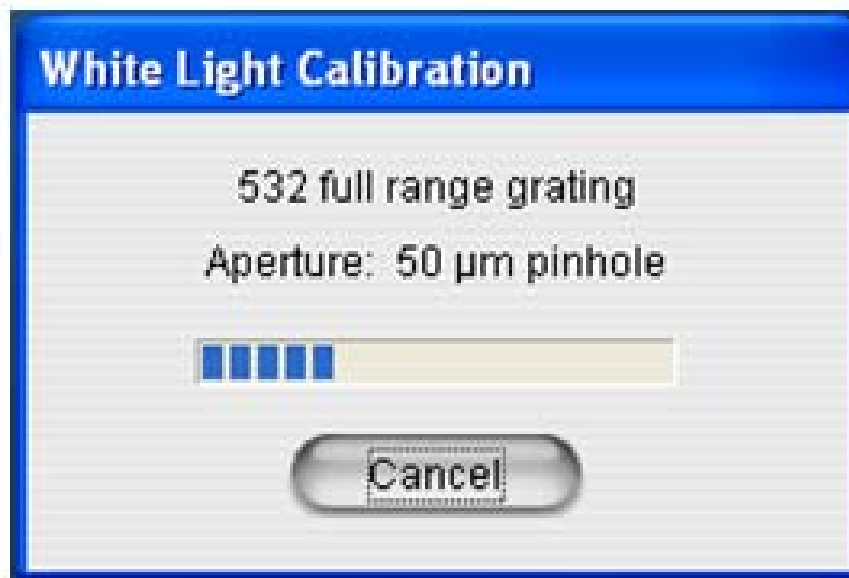 White Light Calibration
532 full range grating
Aperture: 50 µm pinhole
Cancel